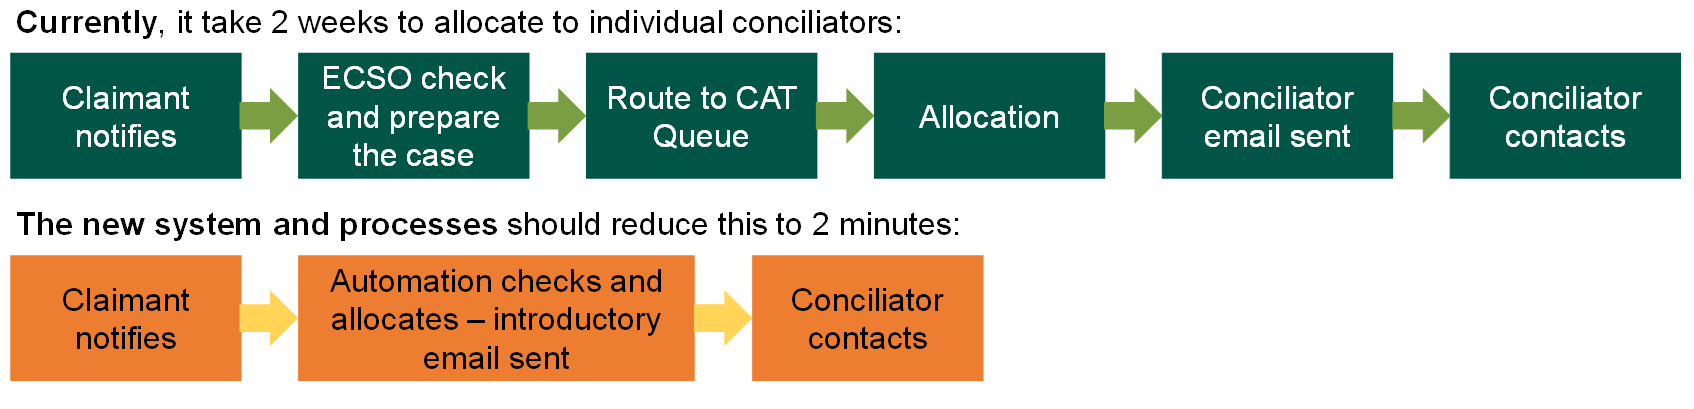 Currently, it take 2 weeks to allocate to individual conciliators:
Claimant
notifies
ECSO check
and prepare
the case
Route to CAT
Queue
Allocation
Conciliator
email sent
Conciliator
contacts
The new system and processes should reduce this to 2 minutes:
Claimant
notifies
Automation checks and
allocates – introductory
email sent
Conciliator
contacts